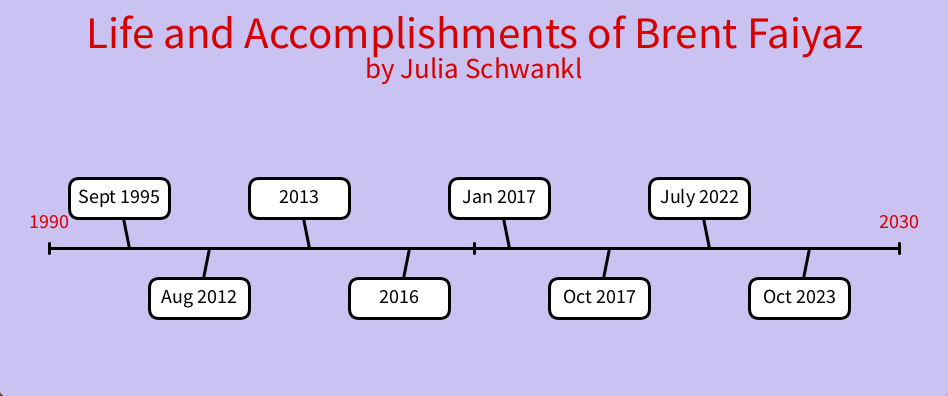 Life and Accomplishments of Brent Faiyaz
by Julia Schwankl
Sept 1995
2013
Jan 2017
July 2022
1990
2030
Aug 2012
2016
Oct 2017
Oct 2023